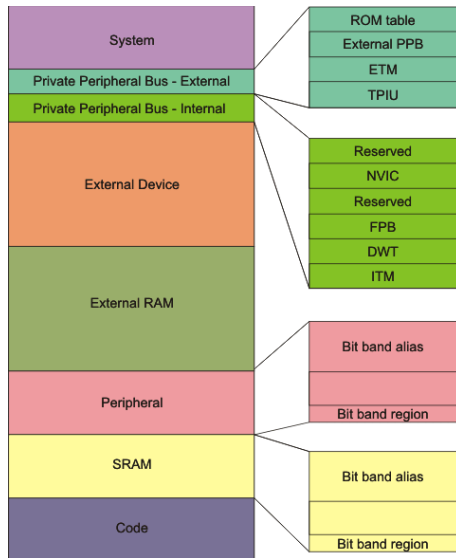 System
Private Peripheral Bus - External
Private Peripheral Bus - Internal
External Device
External RAM
Peripheral
SRAM
Code
ROM table
External PPB
ETM
TPIU
Reserved
NVIC
Reserved
FPB
DWT
ITM
Bit band alias
Bit band region
Bit band alias
Bit band region